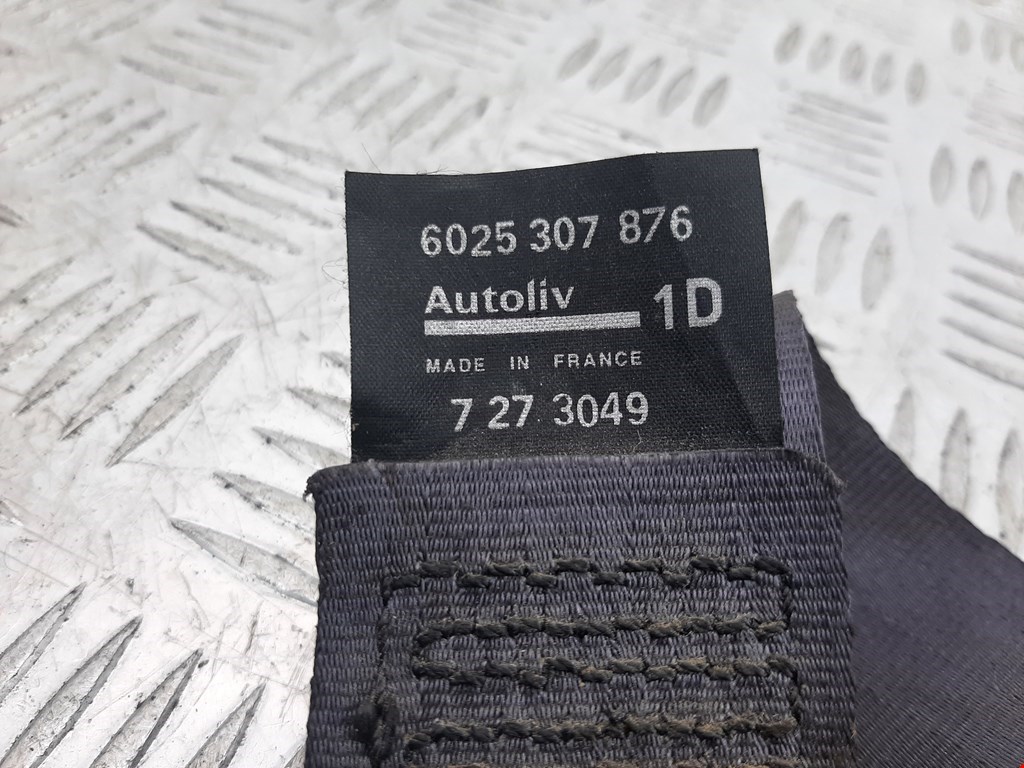 6025 307 876
Autoliv 1D
MADE IN FRANCE
7 27 3049